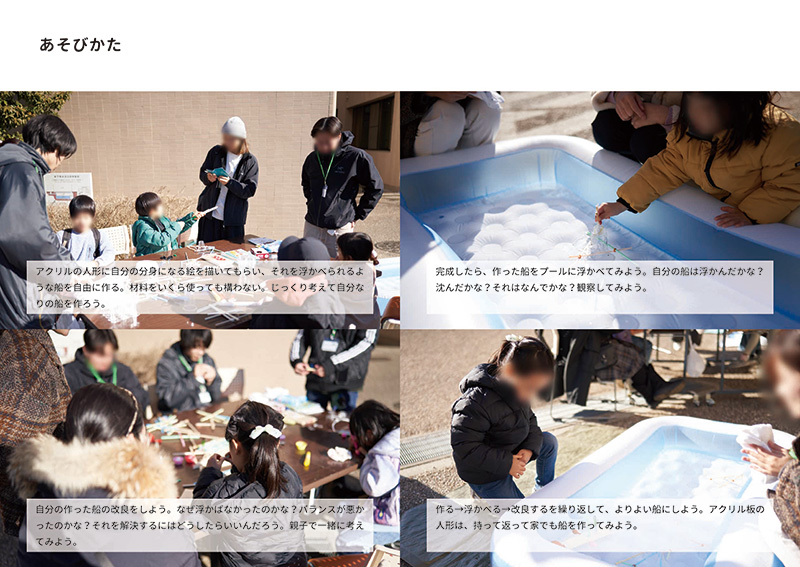 あそびかた
アクリルの人形に自分の分身になる絵を描いてもらい、それを浮かべられるよ
うな船を自由に作る。材料をいくら使っても構わない。じっくり考えて自分な
りの船を作ろう。
完成したら、作った船をプールに浮かべてみよう。自分の船は浮かんだかな？
沈んだかな？それはなんでかな？観察してみよう。
自分の作った船の改良をしよう。なぜ浮かばなかったのかな？バランスが悪か
ったのかな？それを解決するにはどうしたらいいんだろう。親子で一緒に考え
てみよう。
作る→浮かべる→改良するを繰り返して、よりよい船にしよう。アクリル板の
人形は、持って返って家でも船を作ってみよう。